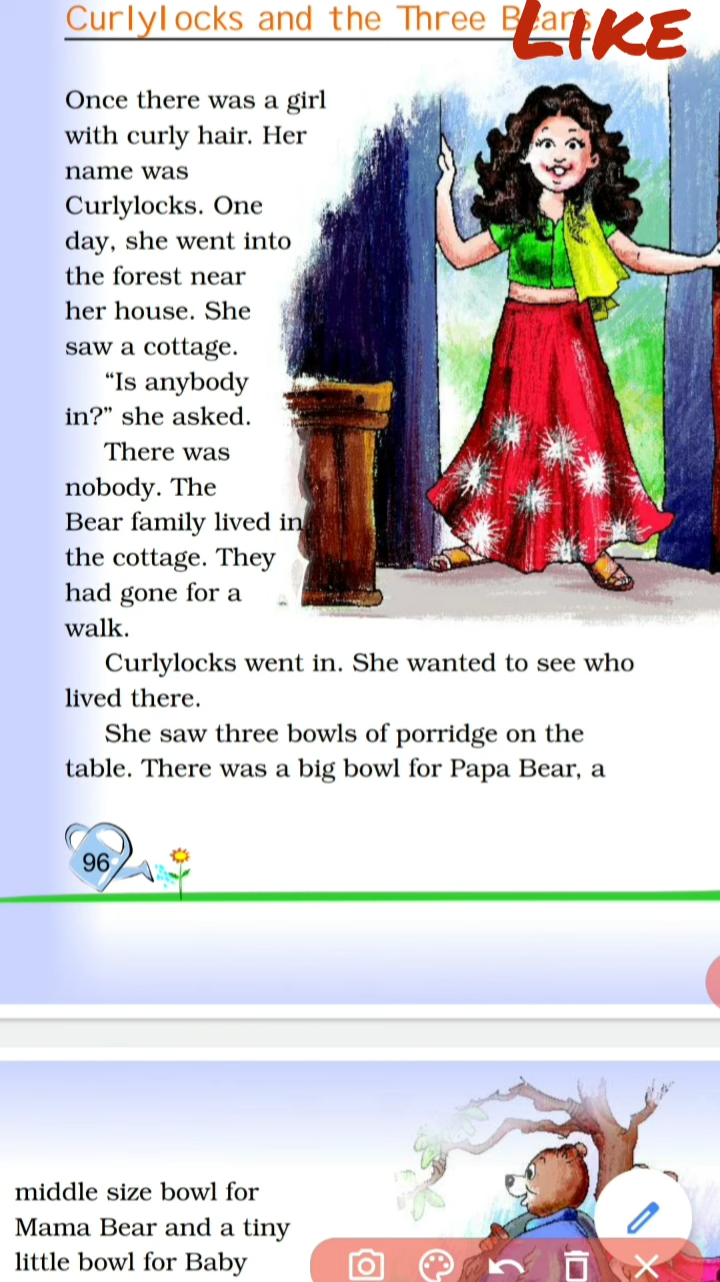 Curlylocks and the Three Bears
LIKE
Once there was a girl
with curly hair. Her
name was
Curlylocks. One
day, she went into
the forest near
her house. She
saw a cottage.
“Is anybody
in?” she asked.
There was
nobody. The
Bear family lived in
the cottage. They
had gone for a
walk.
Curlylocks went in. She wanted to see who
lived there.
She saw three bowls of porridge on the
table. There was a big bowl for Papa Bear, a
96
middle size bowl for
Mama Bear and a tiny
little bowl for Baby